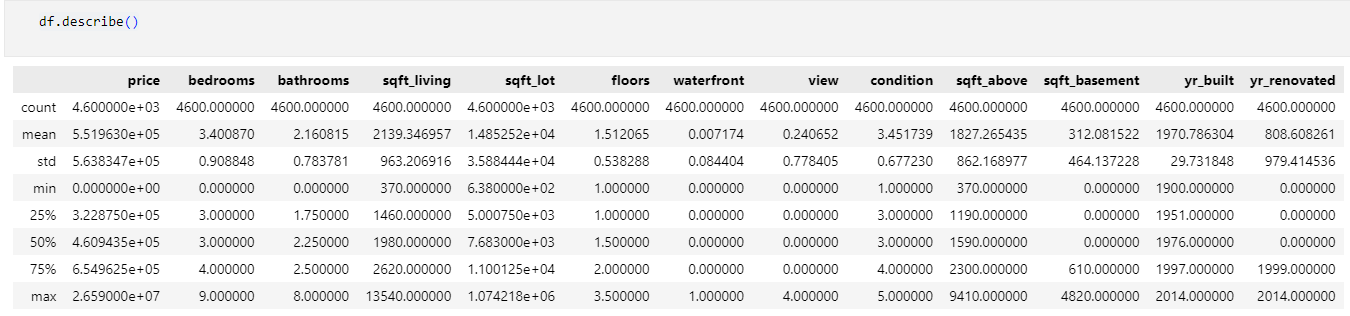 df.describe()
price bedrooms bathrooms sqft_living sqft_lot floors waterfront view condition sqft_above sqft_basement yr_built yr_renovated
count 4.600000e+03 4600.000000 4600.000000 4600.000000 4.600000e+03 4600.000000 4600.000000 4600.000000 4600.000000 4600.000000 4600.000000 4600.000000 4600.000000
mean 5.519630e+05 3.400870 2.160815 2139.346957 1.485252e+04 1.512065 0.007174 0.240652 3.451739 1827.265435 312.081522 1970.786304 808.608261
std 5.638347e+05 0.908848 0.783781 963.206916 3.588444e+04 0.538288 0.084404 0.778405 0.677230 862.168977 464.137228 29.731848 979.414536
min 0.000000e+00 0.000000 0.000000 370.000000 6.380000e+02 1.000000 0.000000 0.000000 1.000000 370.000000 0.000000 1900.000000 0.000000
25% 3.228750e+05 3.000000 1.750000 1460.000000 5.000750e+03 1.000000 0.000000 0.000000 3.000000 1190.000000 0.000000 1951.000000 0.000000
50% 4.609435e+05 3.000000 2.250000 1980.000000 7.683000e+03 1.500000 0.000000 0.000000 3.000000 1590.000000 0.000000 1976.000000 0.000000
75% 6.549625e+05 4.000000 2.500000 2620.000000 1.100125e+04 2.000000 0.000000 0.000000 4.000000 2300.000000 610.000000 1997.000000 1999.000000
max 2.659000e+07 9.000000 8.000000 13540.000000 1.074218e+06 3.500000 1.000000 4.000000 5.000000 9410.000000 4820.000000 2014.000000 2014.000000